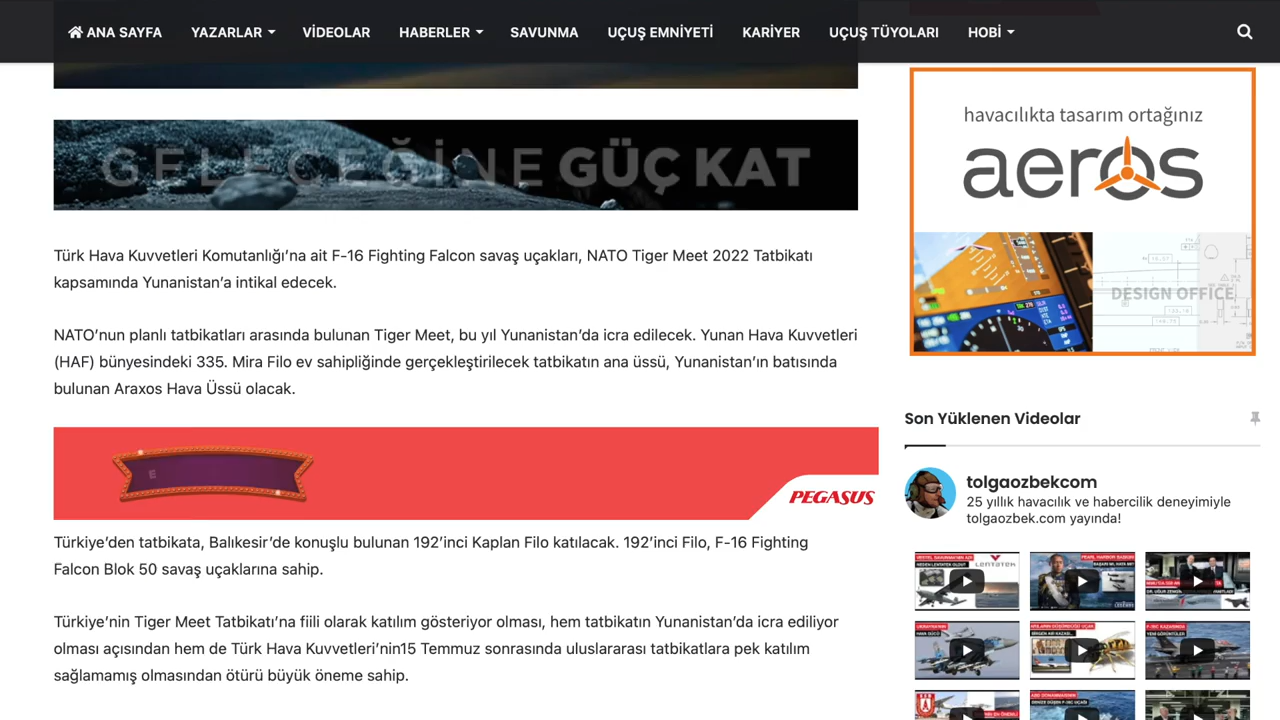 ANA SAYFA YAZARLAR VİDEOLAR HABERLER SAVUNMA UÇUŞ EMNİYETİ KARİYER UÇUŞ TÜYOLARI HOBİ
GELECEĞİNE GÜÇ KAT
Türk Hava Kuvvetleri Komutanlığı’na ait F-16 Fighting Falcon savaş uçakları, NATO Tiger Meet 2022 Tatbikatı
kapsamında Yunanistan’a intikal edecek.
NATO’nun planlı tatbikatları arasında bulunan Tiger Meet, bu yıl Yunanistan’da icra edilecek. Yunan Hava Kuvvetleri
(HAF) bünyesindeki 335. Mira Filo ev sahipliğinde gerçekleştirilecek tatbikatın ana üssü, Yunanistan’ın batısında
bulunan Araxos Hava Üssü olacak.
PEGASUS
Türkiye’den tatbikata, Balıkesir’de konuşlu bulunan 192’inci Kaplan Filo katılacak. 192’inci Filo, F-16 Fighting
Falcon Blok 50 savaş uçaklarına sahip.
Türkiye’nin Tiger Meet Tatbikatı’na fiili olarak katılım gösteriyor olması, hem tatbikatın Yunanistan’da icra ediliyor
olması açısından hem de Türk Hava Kuvvetleri’nin15 Temmuz sonrasında uluslararası tatbikatlara pek katılım
sağlamamış olmasından ötürü büyük öneme sahip.
havacılıkta tasarım ortağınız
aeros
DESIGN OFFICE
Son Yüklenen Videolar
tolgaozbekcom
25 yıllık havacılık ve habercilik deneyimiyle
tolgaozbek.com yayında!